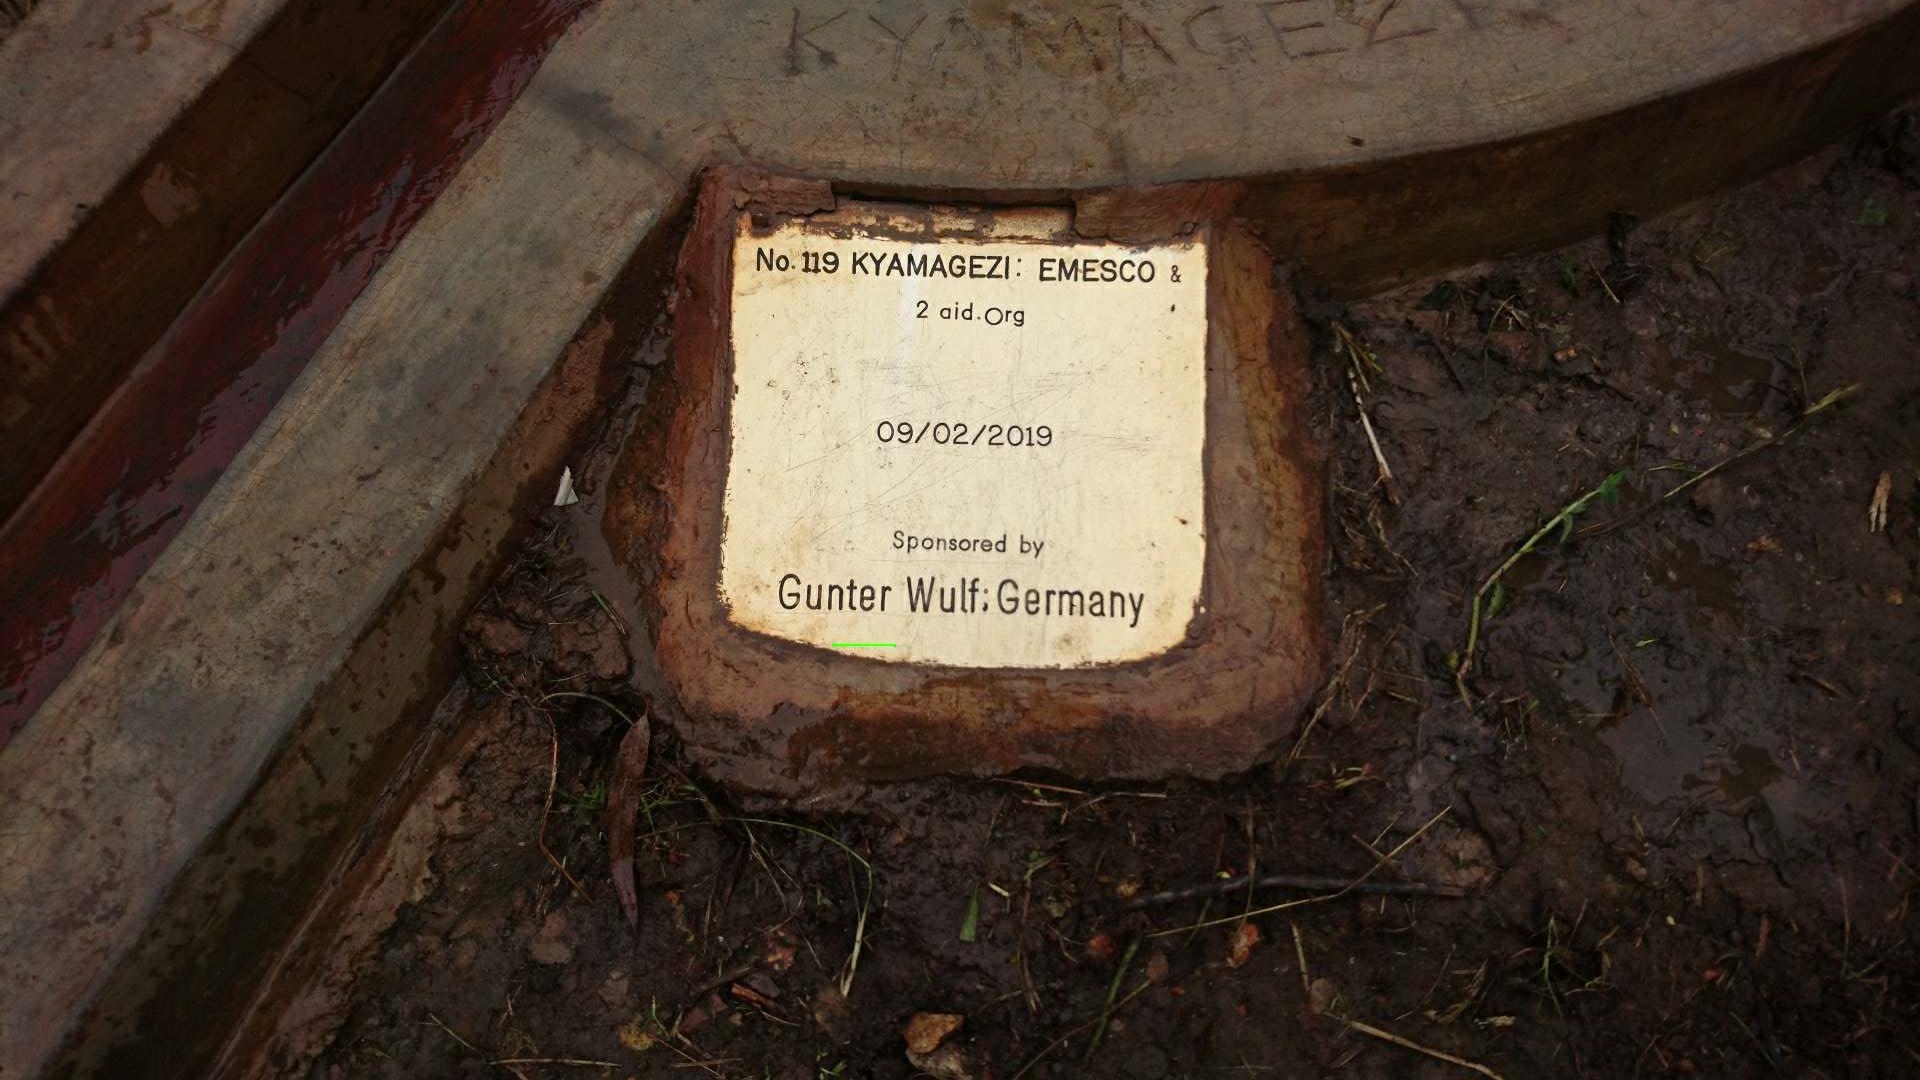 KYAMAGEZI
No. 119 KYAMAGEZI: EMESCO &
2 aid.Org
09/02/2019
Sponsored by
Gunter Wulf; Germany